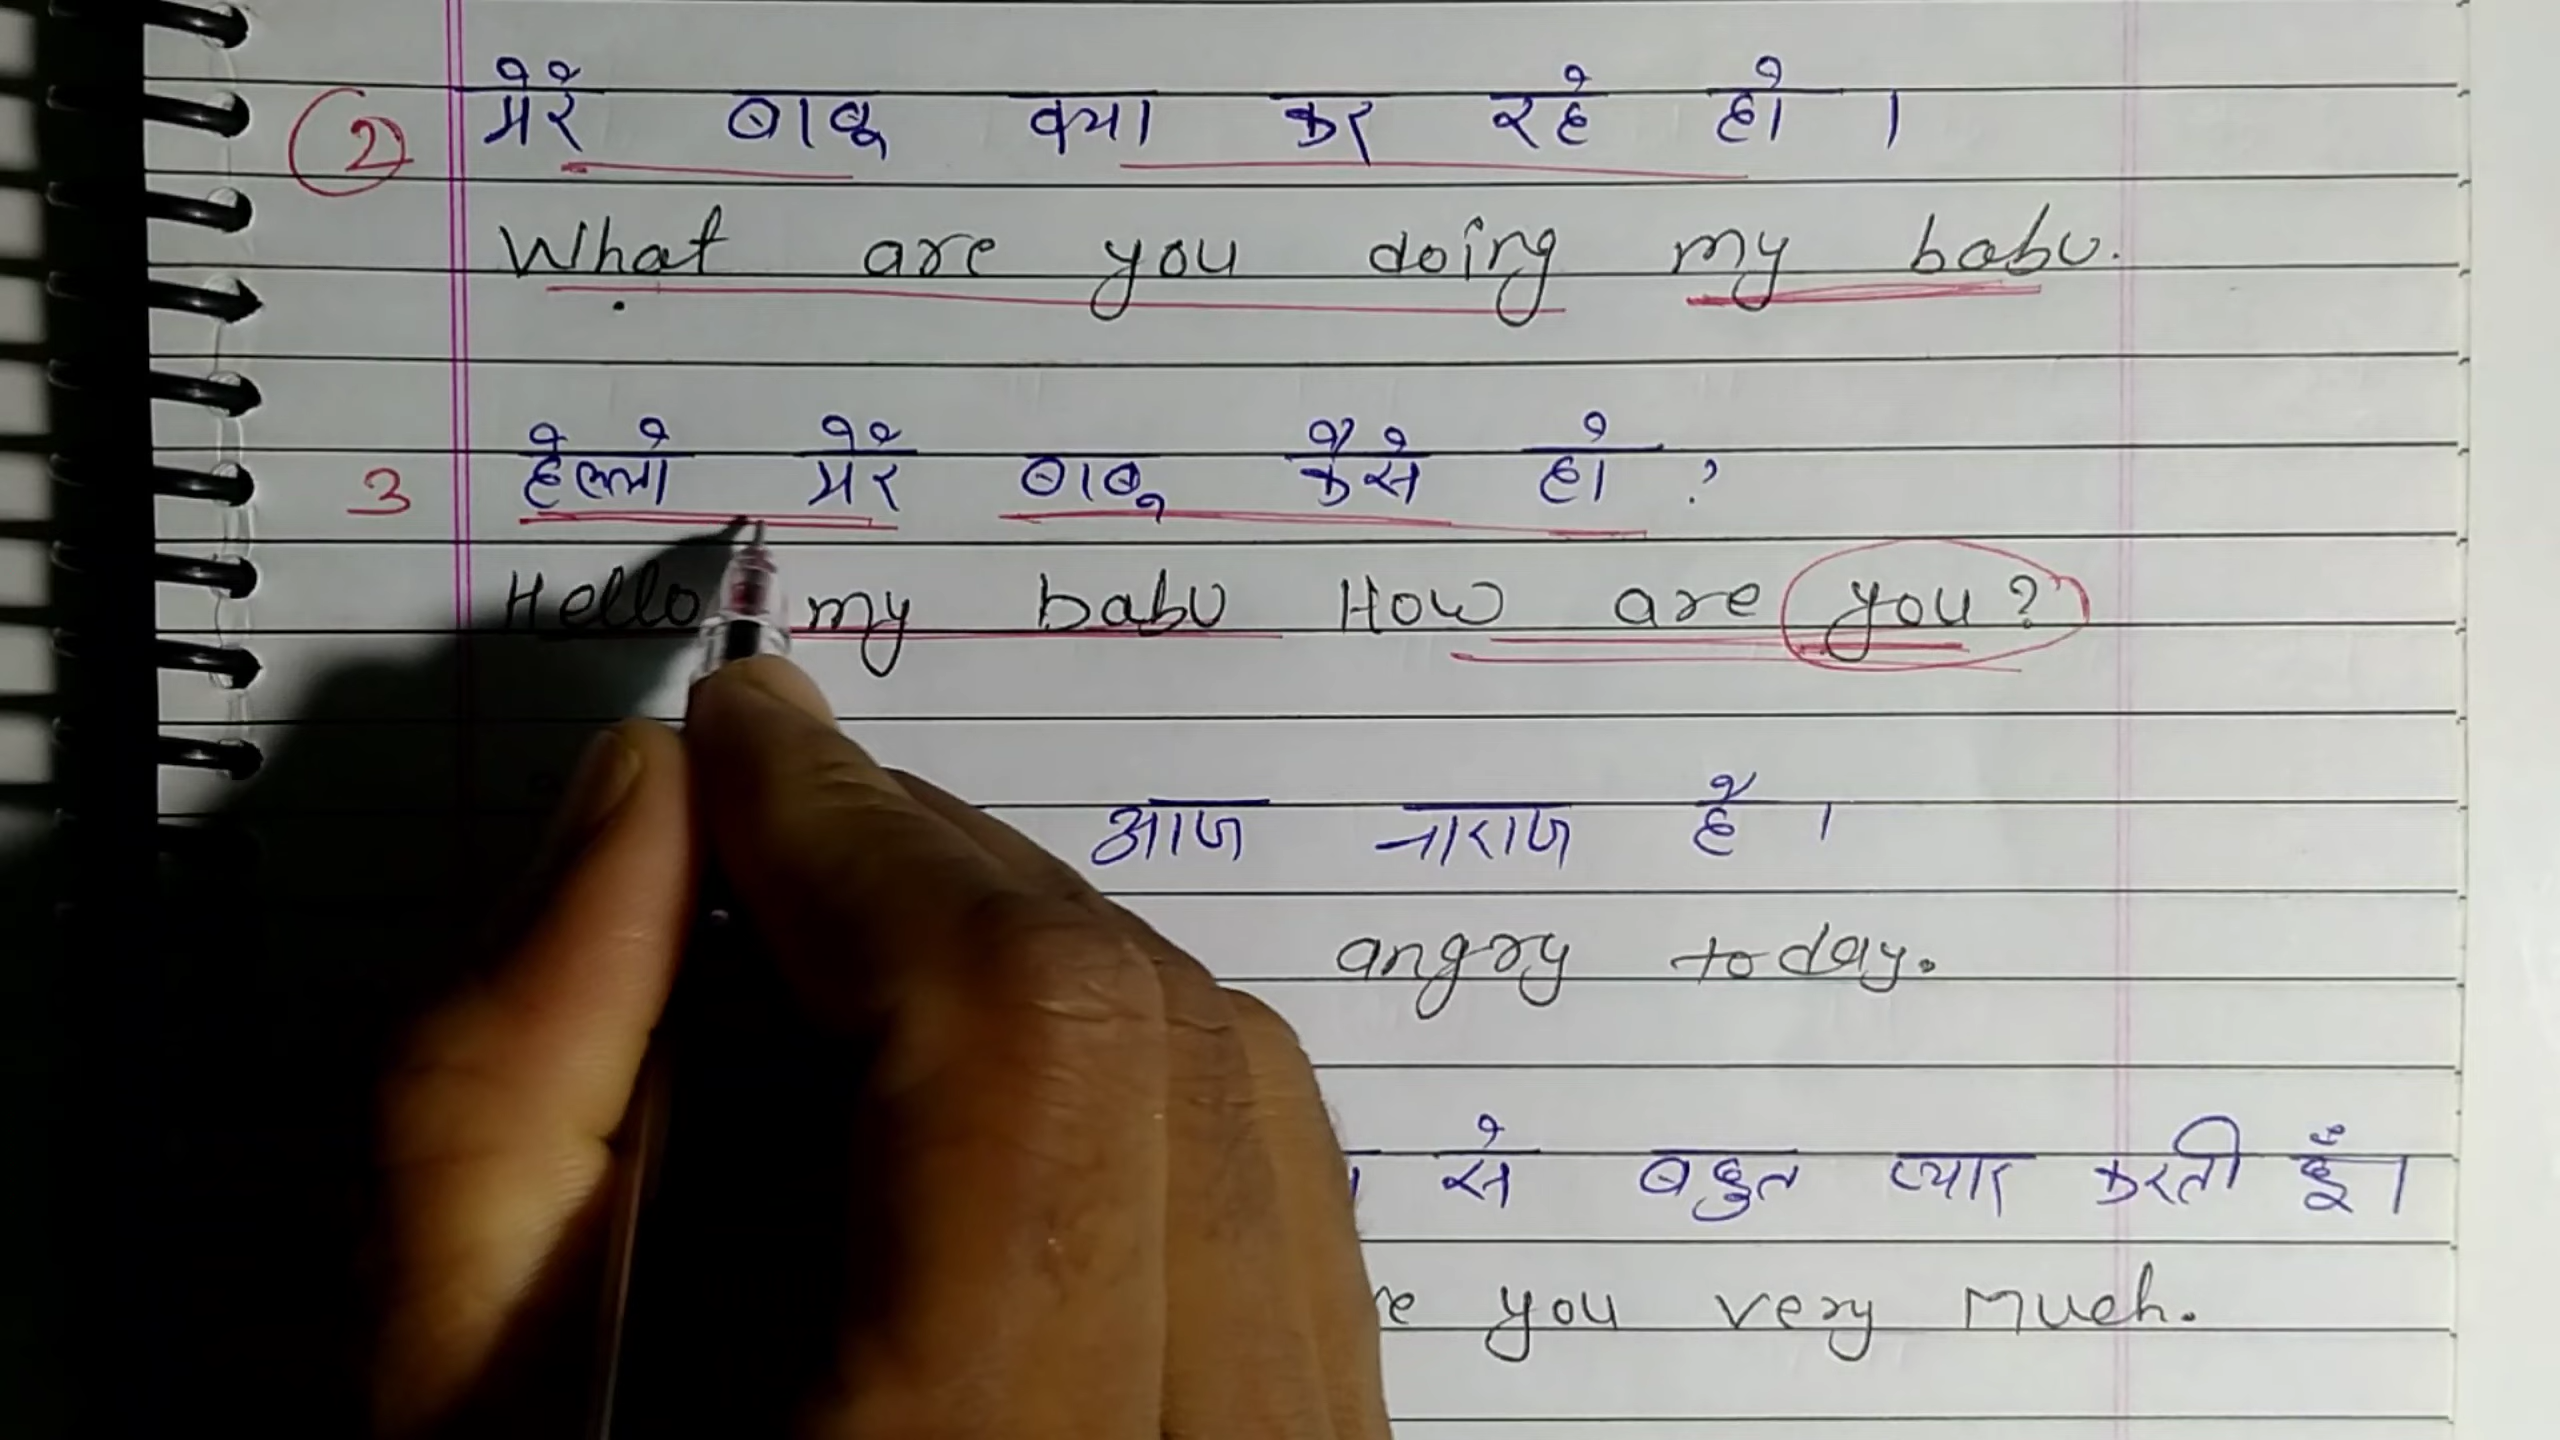 ② मेरे बाबू क्या कर रहे हो ।
What are you doing my babu.
3 हेल्लो मेरे बाबू कैसे हो ?
Hello my babu How are you ?
आज नाराज है ।
angry today.
से बहुत प्यार करती हूँ ।
you very much.